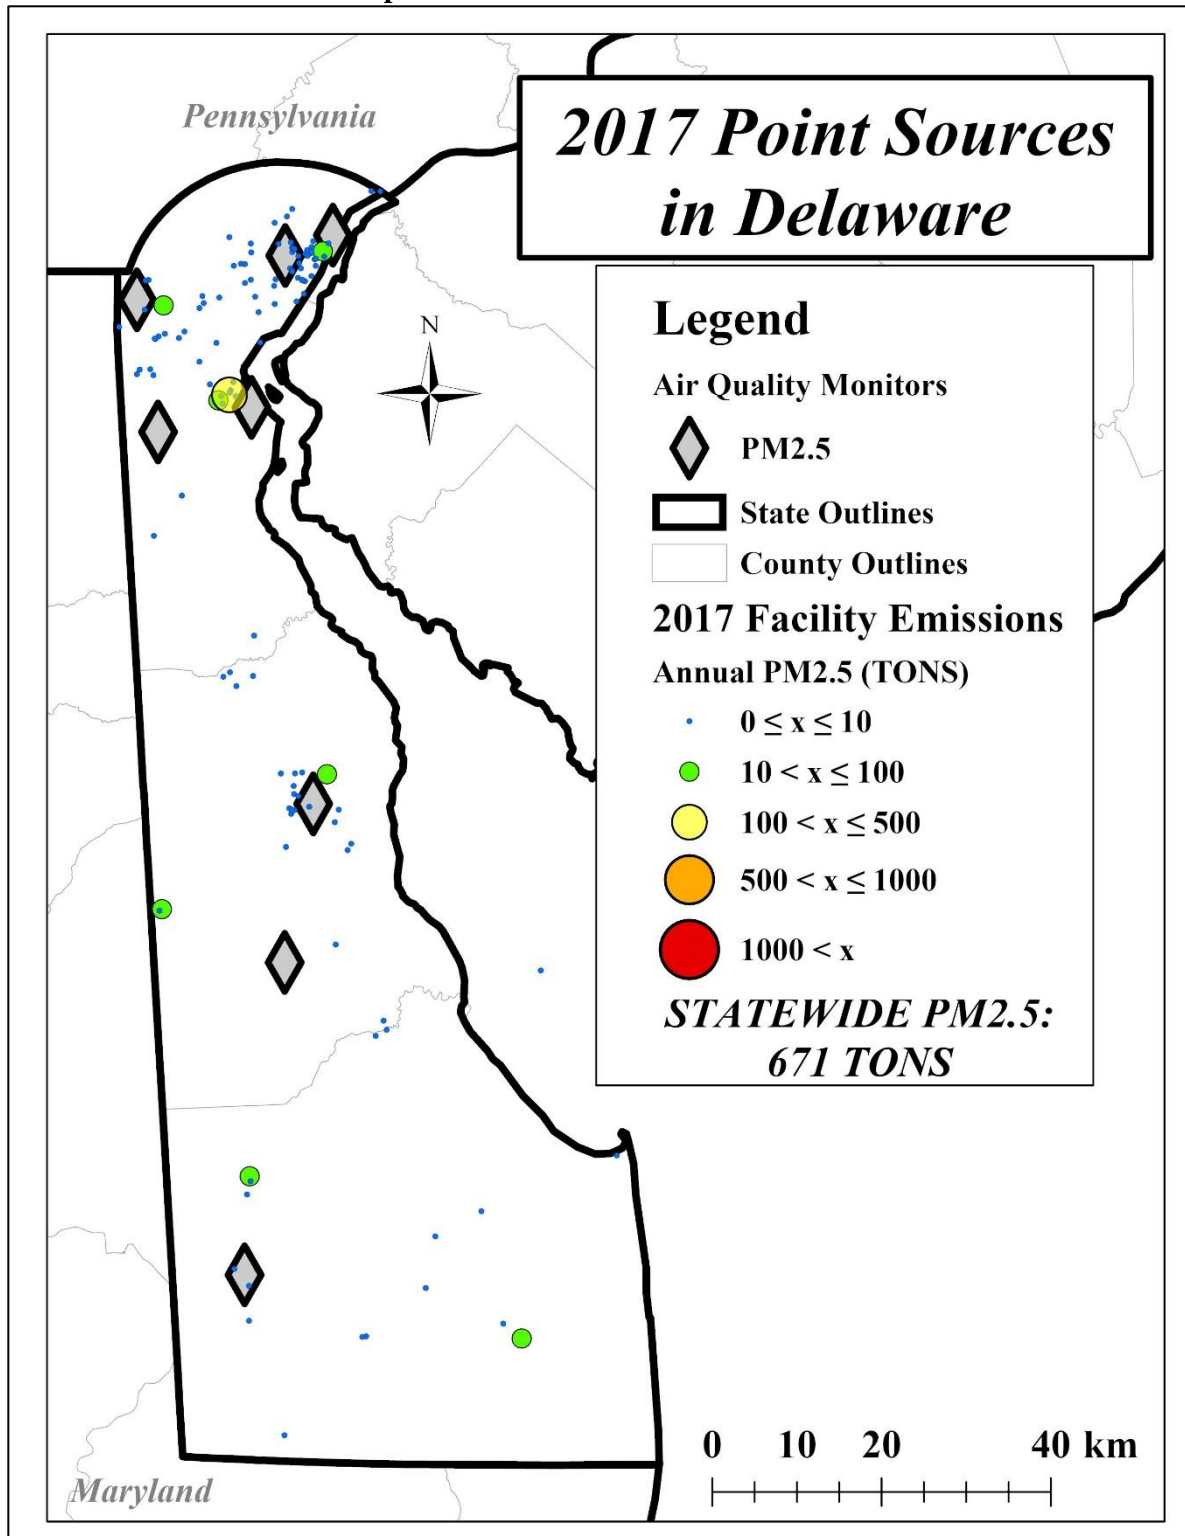 Pennsylvania
2017 Point Sources
in Delaware
N
Legend
Air Quality Monitors
PM2.5
State Outlines
County Outlines
2017 Facility Emissions
Annual PM2.5 (TONS)
0 ≤ x ≤ 10
10 < x ≤ 100
100 < x ≤ 500
500 < x ≤ 1000
1000 < x
STATEWIDE PM2.5:
671 TONS
0 10 20 40 km
Maryland